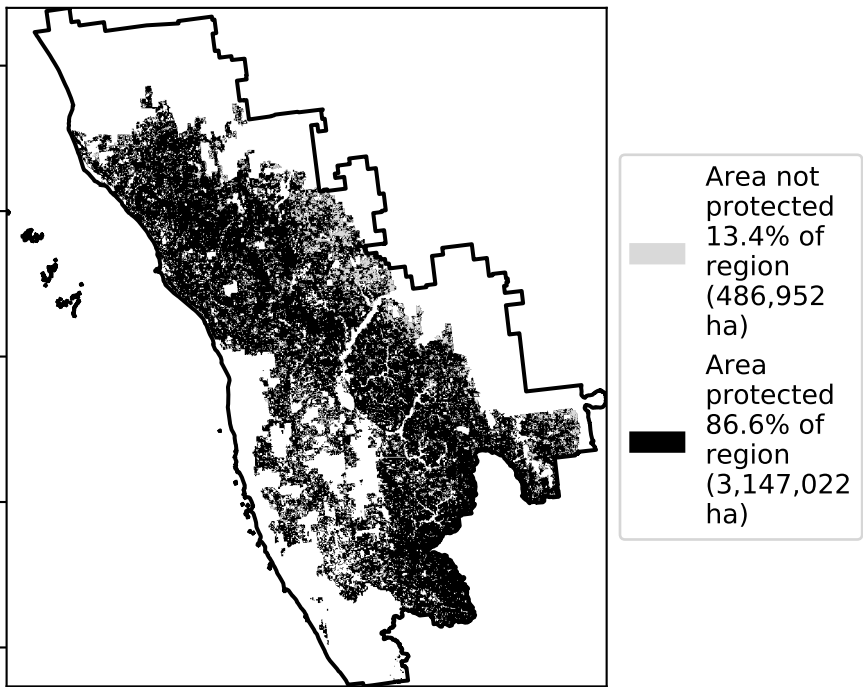 Area not
protected
13.4% of
region
(486,952
ha)
Area
protected
86.6% of
region
(3,147,022
ha)